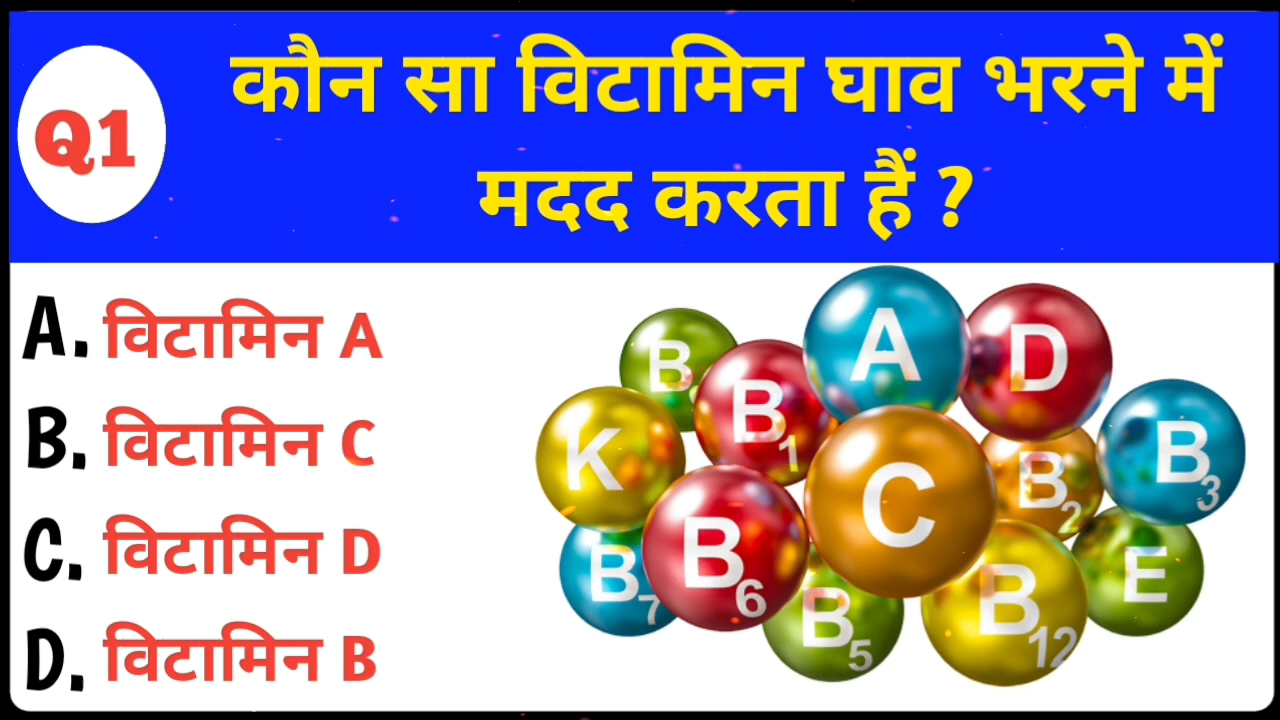 Q1
कौन सा विटामिन घाव भरने में
मदद करता हैं ?
A. विटामिन A
B. विटामिन C
C. विटामिन D
D. विटामिन B
A
D
B
B1
K
C
B2
B3
B6
B7
B5
B12
E